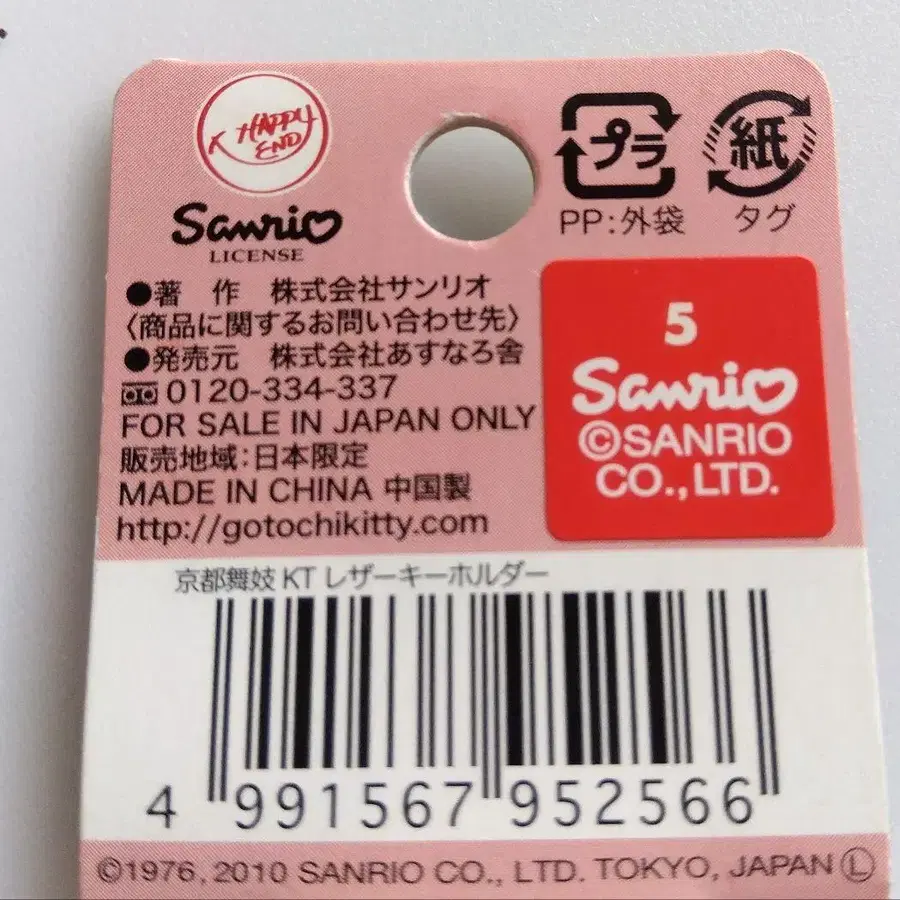 K HAPPY
END
Sanrio
LICENSE
プラ
PP:外袋
紙
タグ
●著 作 株式会社サンリオ
〈商品に関するお問い合わせ先〉
●発売元 株式会社あすなろ舎
0120-334-337
FOR SALE IN JAPAN ONLY
販売地域:日本限定
MADE IN CHINA 中国製
http://gotochikitty.com
5
Sanrio
©SANRIO
CO.,LTD.
京都舞妓 KT レザーキーホルダー
4 991567 952566
©1976, 2010 SANRIO CO., LTD. TOKYO, JAPAN Ⓛ